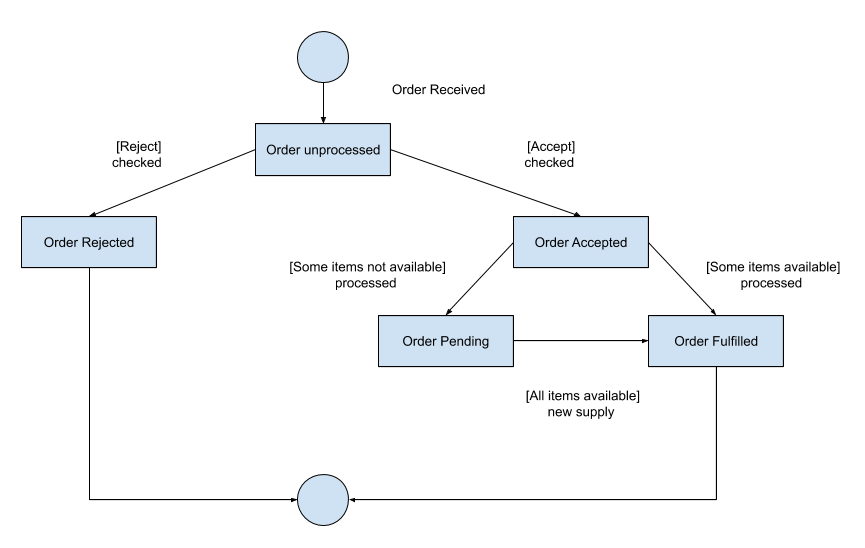 Order Received
Order unprocessed
[Reject]
checked
[Accept]
checked
Order Rejected
Order Accepted
[Some items not available]
processed
[Some items available]
processed
Order Pending
Order Fulfilled
[All items available]
new supply